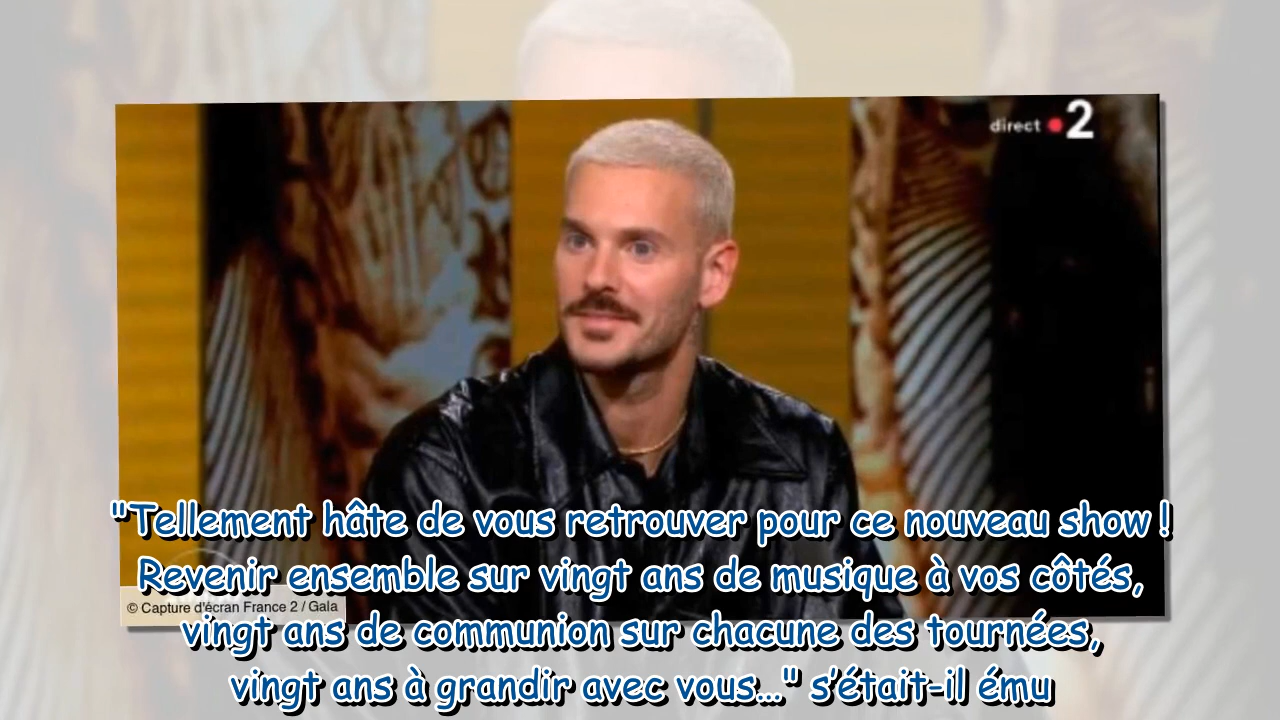 direct 2
"Tellement hâte de vous retrouver pour ce nouveau show !
Revenir ensemble sur vingt ans de musique à vos côtés,
© Capture d'écran France 2 / Gala
vingt ans de communion sur chacune des tournées,
vingt ans à grandir avec vous..." s'était-il ému